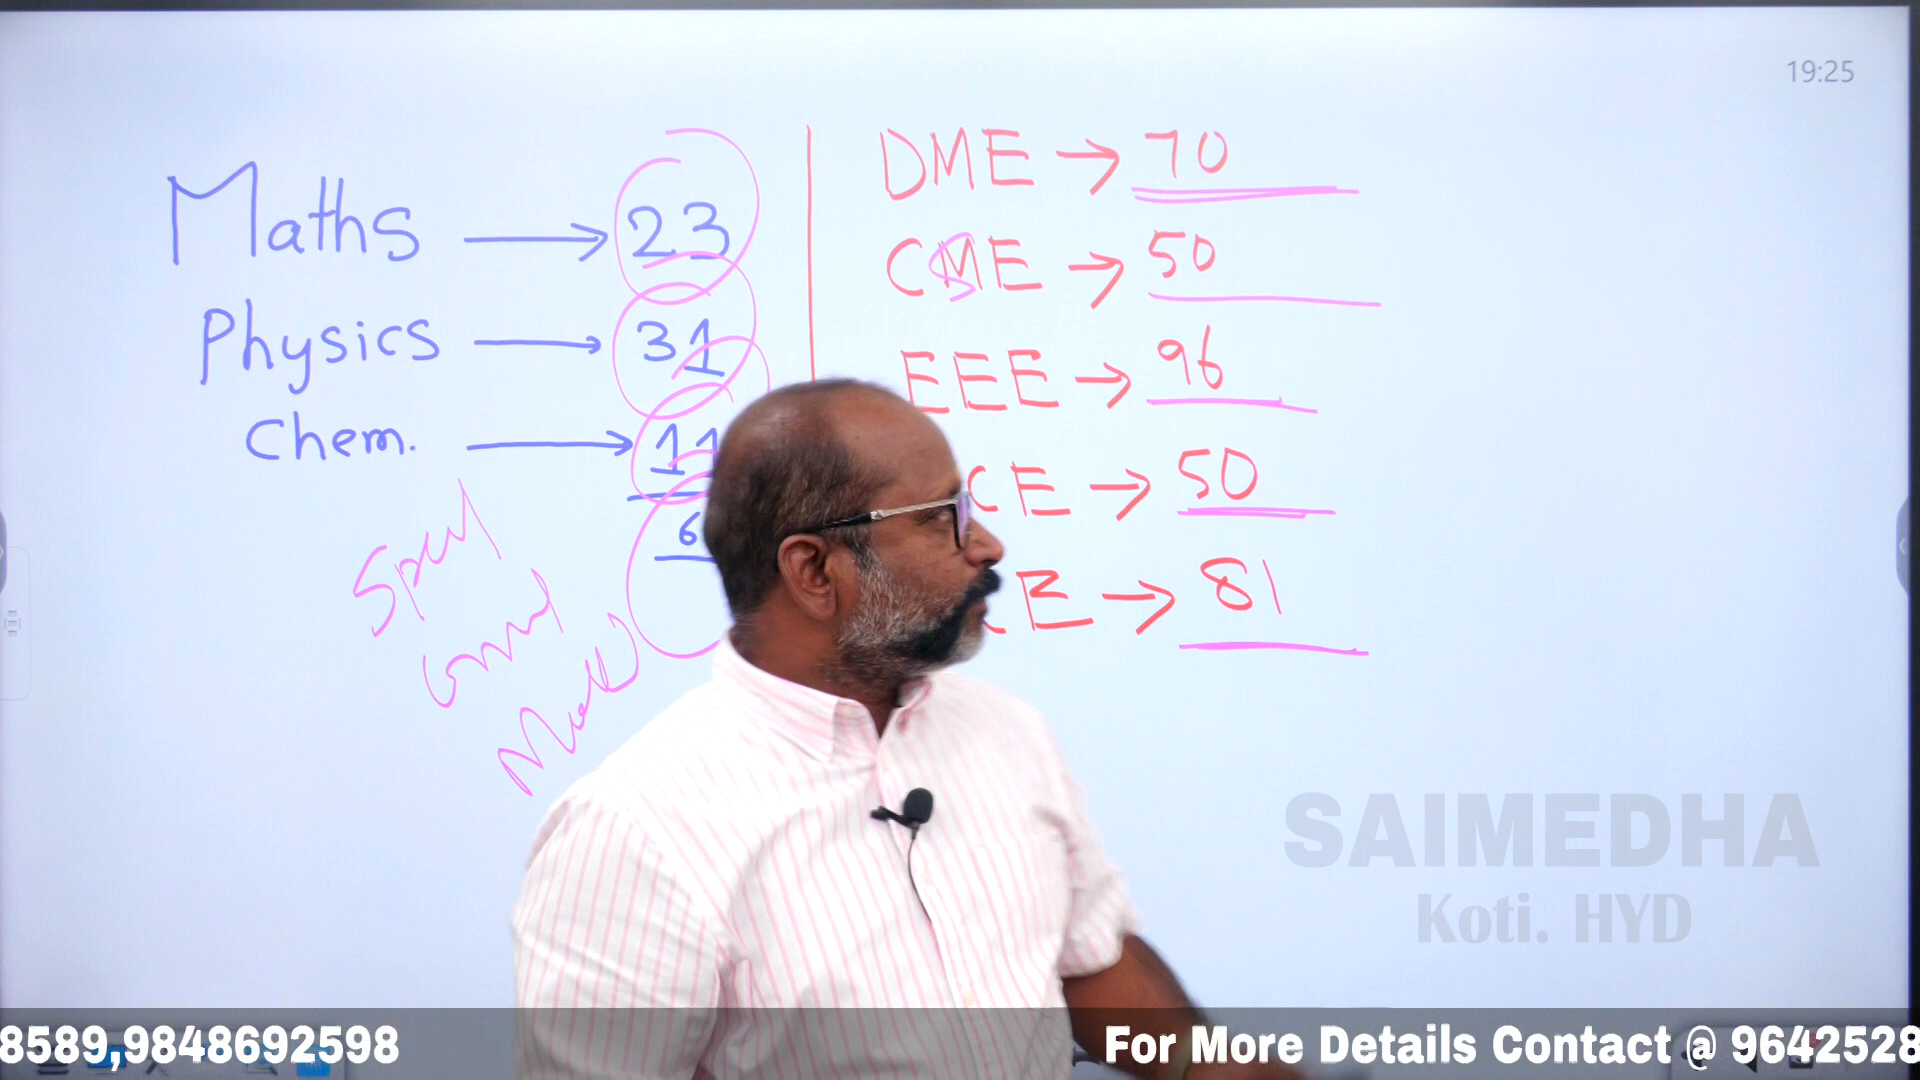 19:25
Maths → 23
Physics → 31
Chem. → 11
6
DME → 70
CME → 50
EEE → 96
CE → 50
E → 81
SAIMEDHA
Koti. HYD
8589,9848692598
For More Details Contact @ 9642528